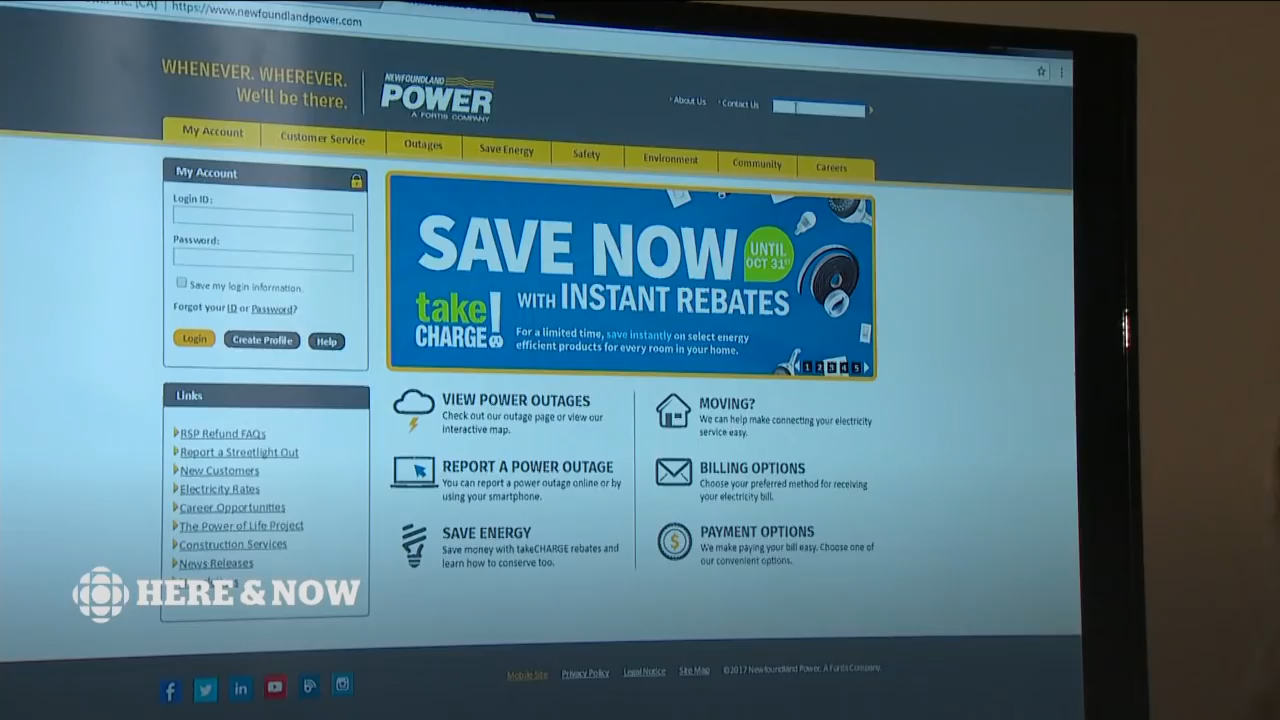 https://www.newfoundlandpower.com
WHENEVER. WHEREVER.
We'll be there.
NEWFOUNDLAND
POWER
A FORTIS COMPANY
About Us
Contact Us
My Account
Customer Service
Outages
Save Energy
Safety
Environment
Community
Careers
My Account
Login ID:
Password:
Save my login information.
Forgot your ID or Password?
Login
Create Profile
Help
SAVE NOW
UNTIL
OCT 31st
WITH INSTANT REBATES
take
CHARGE!
For a limited time, save instantly on select energy
efficient products for every room in your home.
1 2 3 4 5
Links
RSP Refund FAQs
Report a Streetlight Out
New Customers
Electricity Rates
Career Opportunities
The Power of Life Project
Construction Services
News Releases
VIEW POWER OUTAGES
Check out our outage page or view our
interactive map.
REPORT A POWER OUTAGE
You can report a power outage online or by
using your smartphone.
SAVE ENERGY
Save money with takeCHARGE rebates and
learn how to conserve too.
MOVING?
We can help make connecting your electricity
service easy.
BILLING OPTIONS
Choose your preferred method for receiving
your electricity bill.
PAYMENT OPTIONS
We make paying your bill easy. Choose one of
our convenient options.
HERE & NOW
Mobile Site
Privacy Policy
Legal Notice
Site Map
©2017 Newfoundland Power. A Fortis Company.